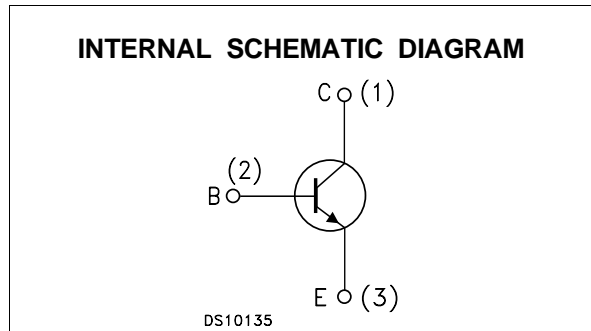 INTERNAL SCHEMATIC DIAGRAM
C (1)
(2)
B
E (3)
DS10135